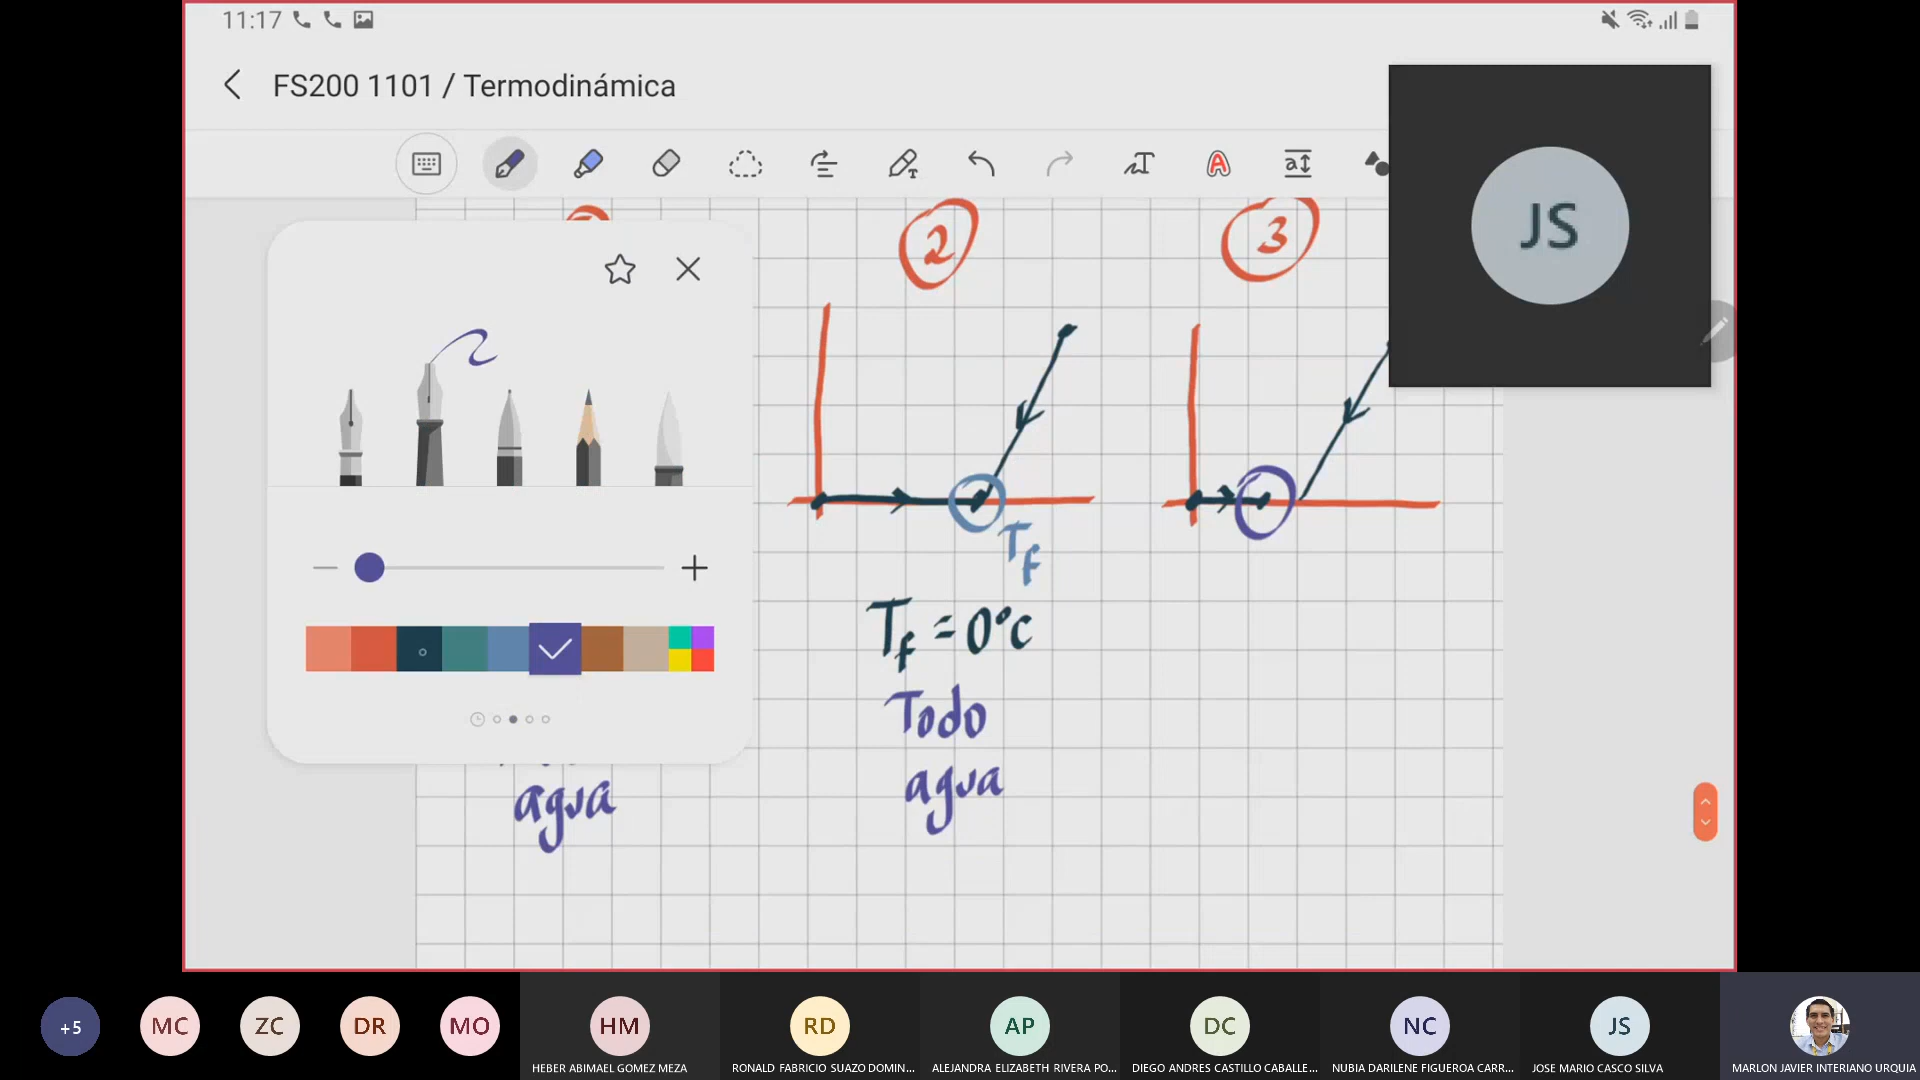 11:17
FS200 1101 / Termodinámica
JS
2
3
Tf
Tf = 0°C
Todo
agua
agua
+5
MC
ZC
DR
MO
HM
RD
AP
DC
NC
JS
HEBER ABIMAEL GOMEZ MEZA
RONALD FABRICIO SUAZO DOMIN...
ALEJANDRA ELIZABETH RIVERA PO...
DIEGO ANDRES CASTILLO CABALLE...
NUBIA DARILENE FIGUEROA CARR...
JOSE MARIO CASCO SILVA
MARLON JAVIER INTERIANO URQUIA